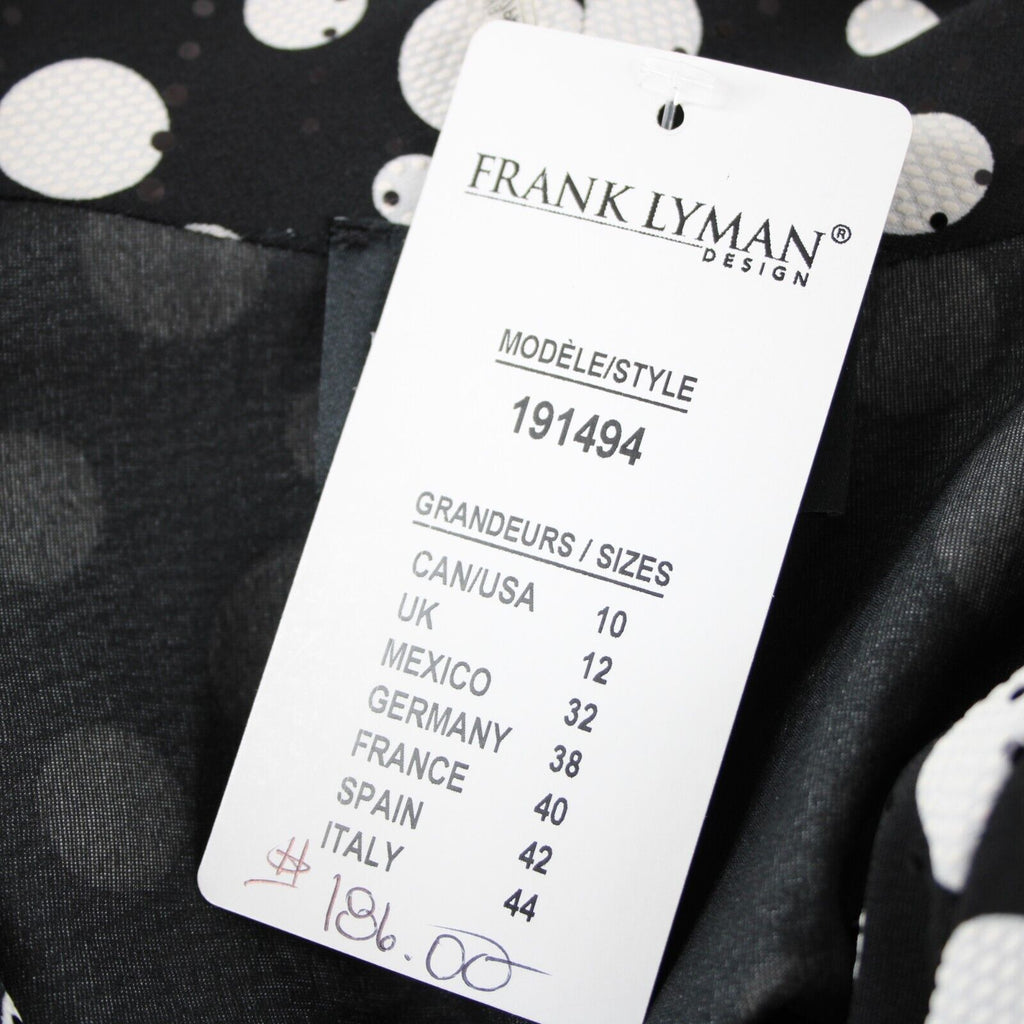 FRANK LYMAN®
DESIGN
MODÈLE/STYLE
191494
GRANDEURS / SIZES
CAN/USA 10
UK 12
MEXICO 32
GERMANY 38
FRANCE 40
SPAIN 42
ITALY 44
186.00